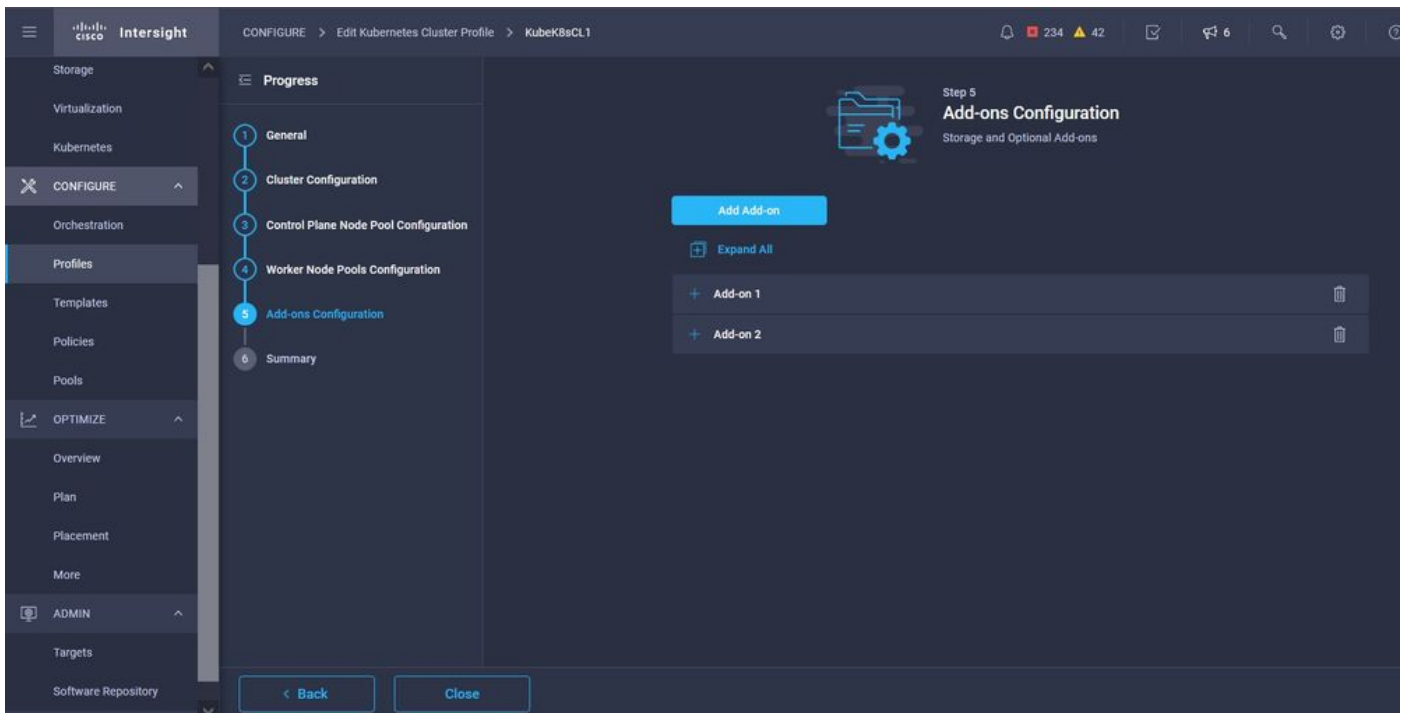 CISCO Intersight
CONFIGURE > Edit Kubernetes Cluster Profile > KubeK8sCL1
234 42
6
Storage
Virtualization
Kubernetes
CONFIGURE
Orchestration
Profiles
Templates
Policies
Pools
OPTIMIZE
Overview
Plan
Placement
More
ADMIN
Targets
Software Repository
Progress
1 General
2 Cluster Configuration
3 Control Plane Node Pool Configuration
4 Worker Node Pools Configuration
5 Add-ons Configuration
6 Summary
Step 5
Add-ons Configuration
Storage and Optional Add-ons
Add Add-on
Expand All
+ Add-on 1
+ Add-on 2
< Back
Close